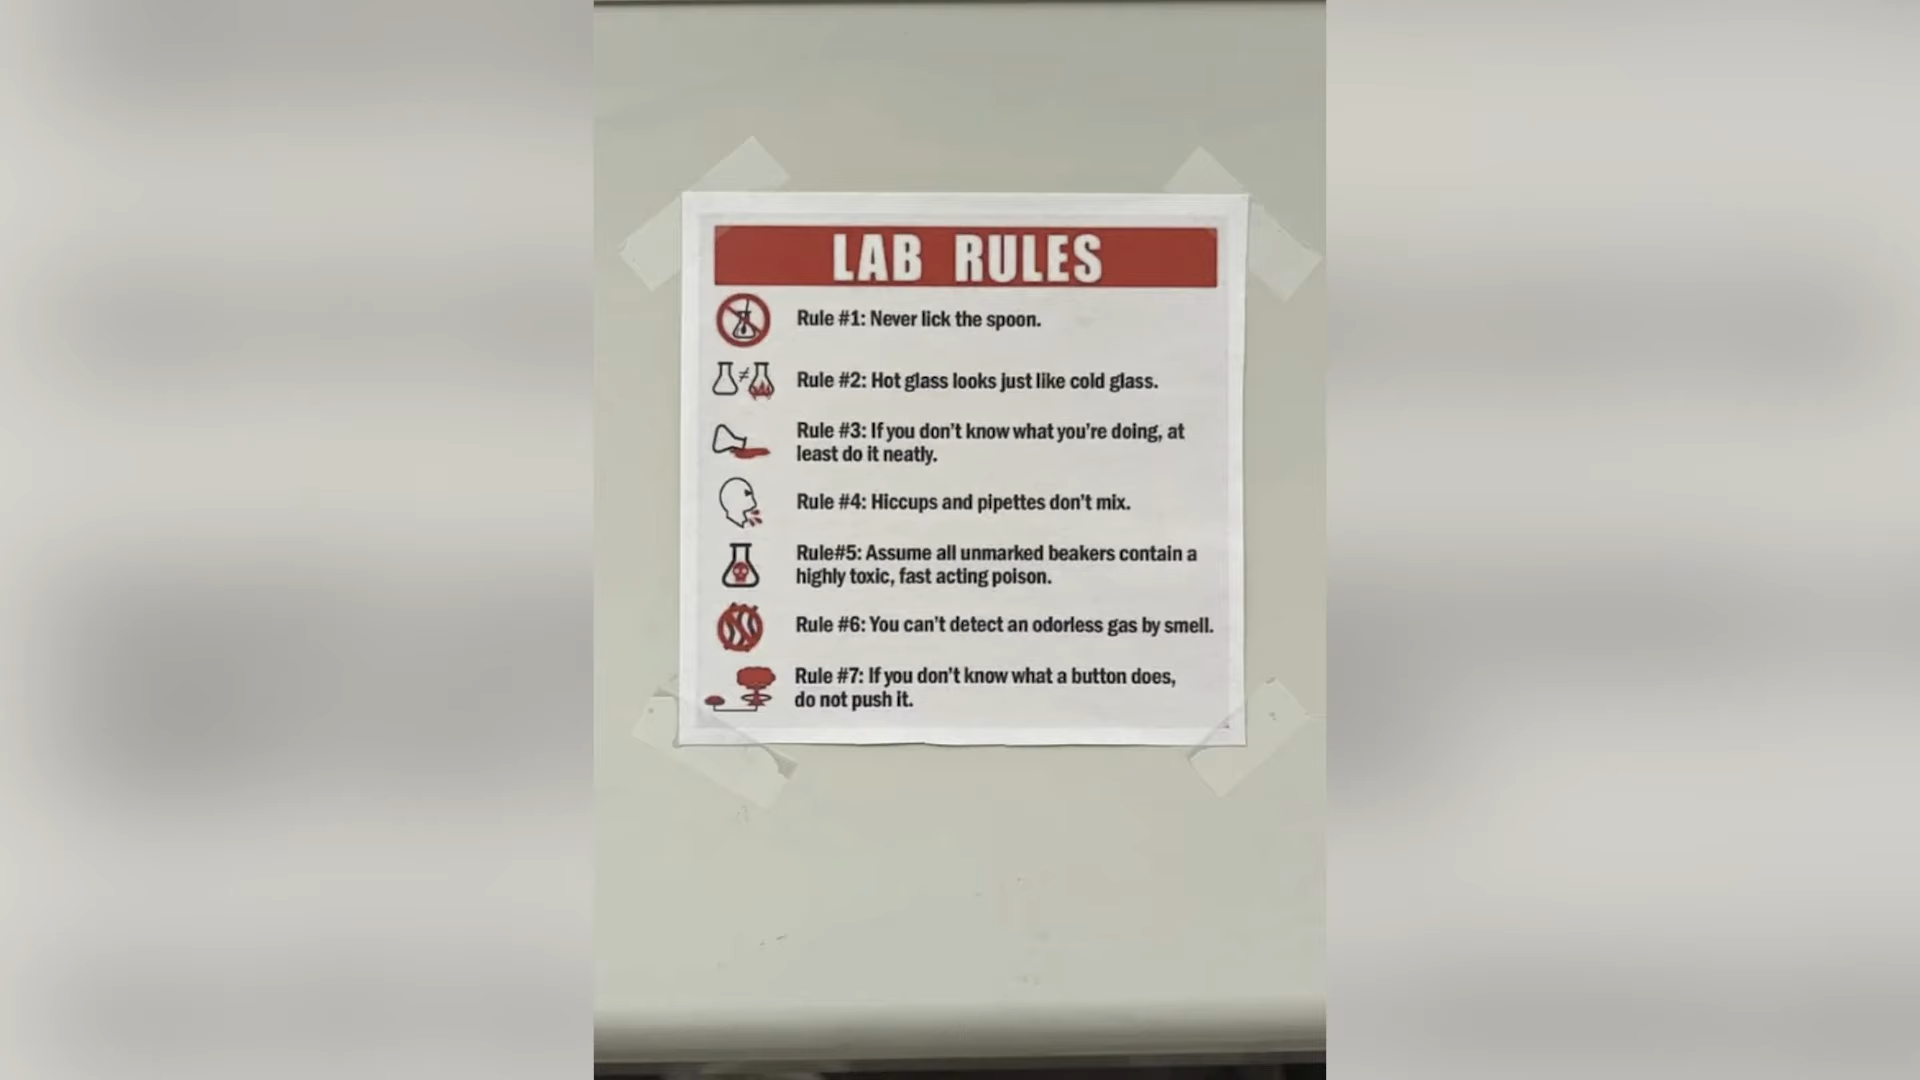 LAB RULES
Rule #1: Never lick the spoon.
≠
Rule #2: Hot glass looks just like cold glass.
Rule #3: If you don't know what you're doing, at
least do it neatly.
Rule #4: Hiccups and pipettes don't mix.
Rule#5: Assume all unmarked beakers contain a
highly toxic, fast acting poison.
Rule #6: You can't detect an odorless gas by smell.
Rule #7: If you don't know what a button does,
do not push it.